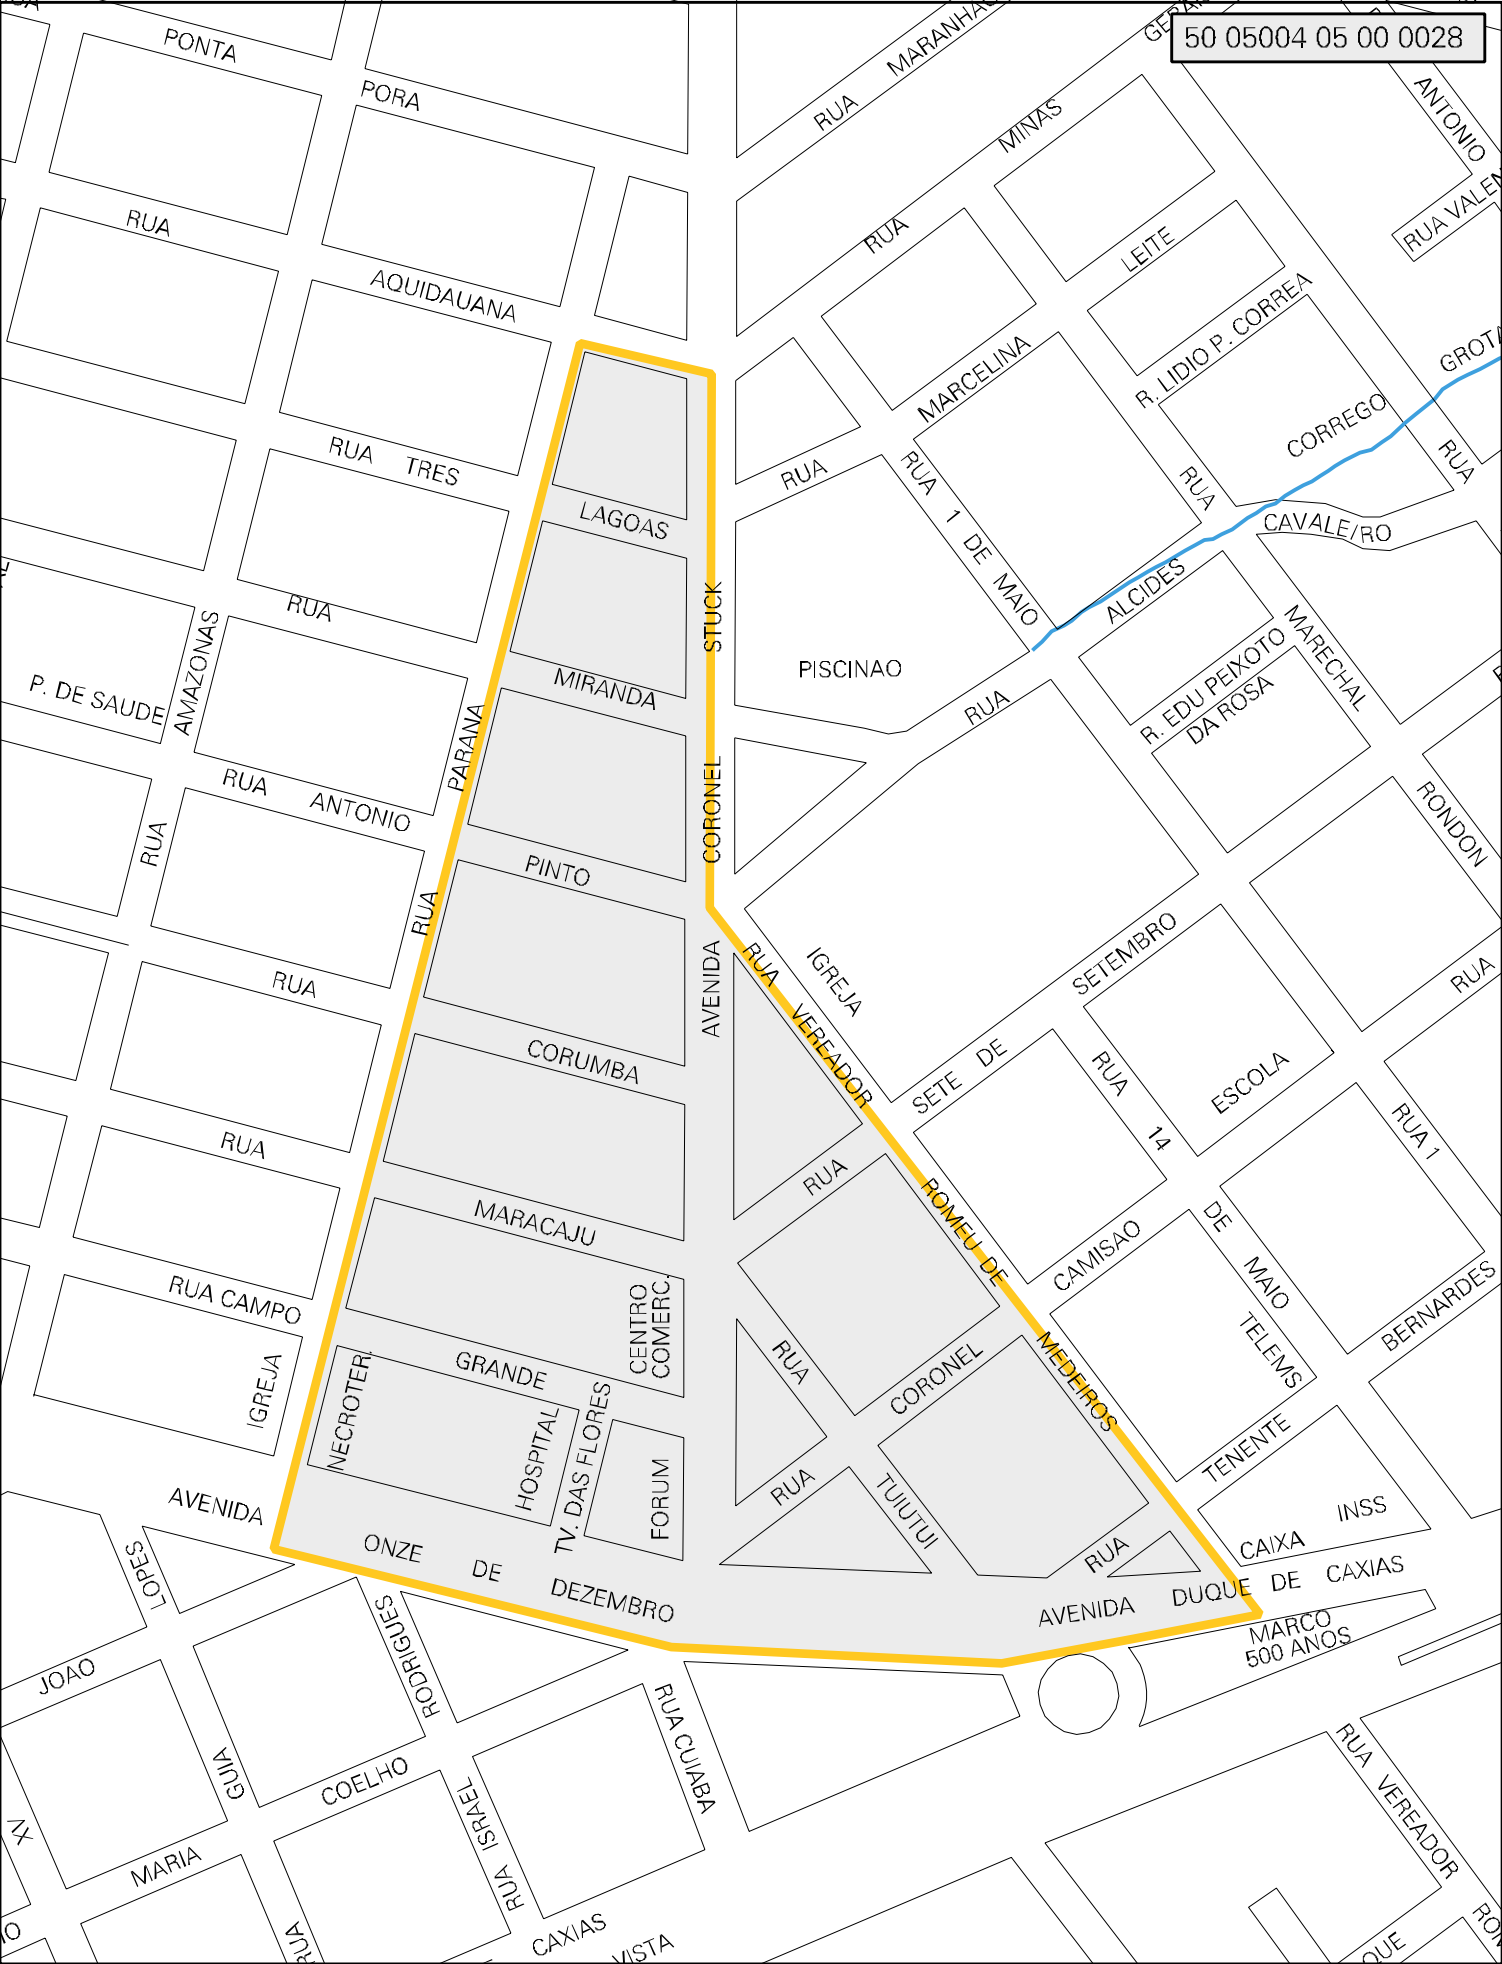 50 05004 05 00 0028
PONTA
PORA
RUA MARANHAO
RUA MINAS GERAIS
ANTONIO
RUA
AQUIDAUANA
LEITE
R. LIDIO P. CORREA
MARCELINA
RUA
CORREGO
GROTA
RUA
RUA
CAVALE/RO
RUA TRES
LAGOAS
RUA 1 DE MAIO
ALCIDES
RUA
MIRANDA
STUCK
PISCINAO
R. EDU PEIXOTO
DA ROSA
MARECHAL
RONDON
P. DE SAUDE
AMAZONAS
RUA
PARANA
RUA
CORONEL
AVENIDA
RUA
RUA ANTONIO
PINTO
RUA
CORUMBA
RUA VEREADOR
ROMEU DE
MEDEIROS
IGREJA
SETE DE SETEMBRO
RUA
RUA 14
DE MAIO
ESCOLA
RUA 1
RUA
MARACAJU
RUA
CAMISAO
TELEMS
BERNARDES
RUA CAMPO
GRANDE
CENTRO
COMERC.
IGREJA
NECROTER.
HOSPITAL
TV. DAS FLORES
FORUM
RUA
TUIUTUI
RUA
CORONEL
TENENTE
RUA
INSS
CAIXA
AVENIDA
ONZE DE DEZEMBRO
AVENIDA DUQUE DE CAXIAS
MARCO
500 ANOS
LOPES
JOAO
RODRIGUES
GUIA
COELHO
RUA CUIABA
RUA ISRAEL
XV
MARIA
RUA
CAXIAS
VISTA
RUA VEREADOR